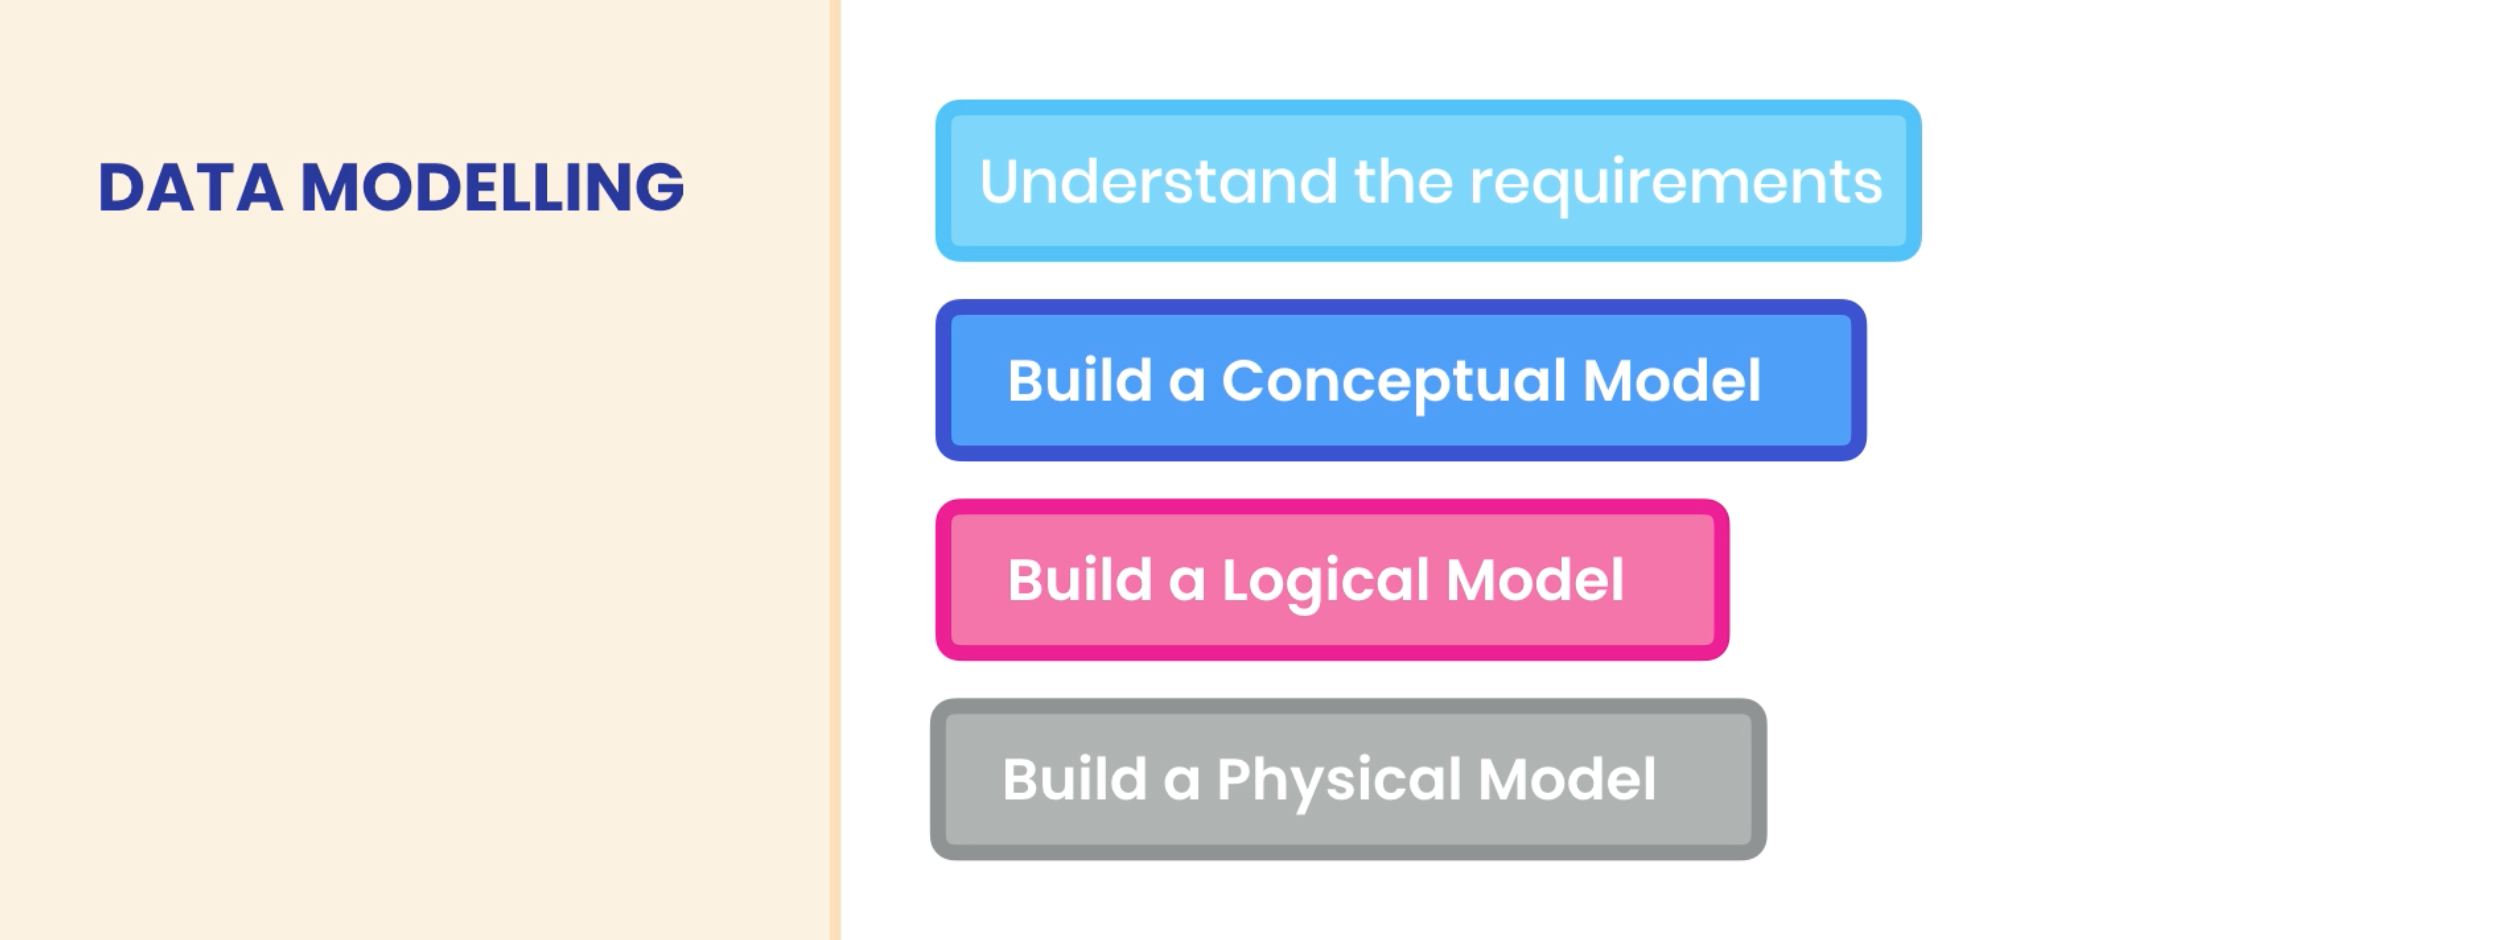 DATA MODELLING
Understand the requirements
Build a Conceptual Model
Build a Logical Model
Build a Physical Model